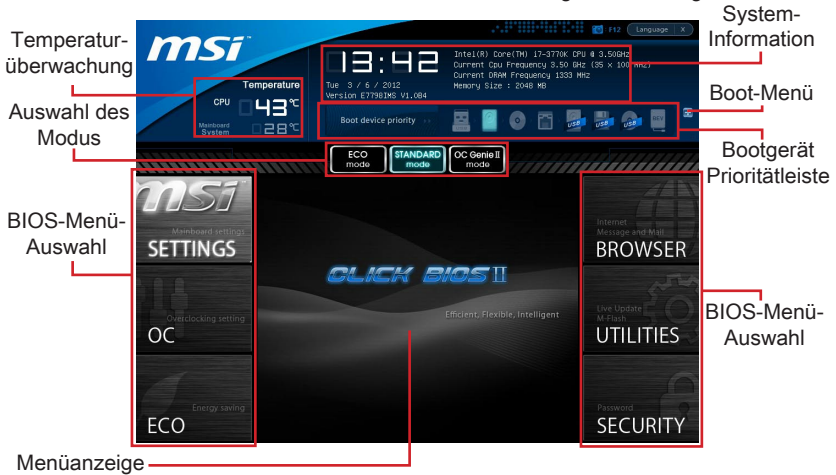 System-
Information
Temperatur-
überwachung
Auswahl des
Modus
BIOS-Menü-
Auswahl
Menüanzeige
Boot-Menü
Bootgerät
Prioritätleiste
BIOS-Menü-
Auswahl
msi
F12 Language X
Temperature
CPU 43°C
Mainboard
System 28°C
13:42
Tue 3 / 6 / 2012
Version E7798IMS V1.0B4
Intel(R) Core(TM) i7-3770K CPU @ 3.50GHz
Current Cpu Frequency 3.50 GHz (35 x 100 MHz)
Current DRAM Frequency 1333 MHz
Memory Size : 2048 MB
Boot device priority
USB USB USB
ECO
mode
STANDARD
mode
OC Genie II
mode
msi
Mainboard settings
SETTINGS
Overclocking setting
OC
Energy saving
ECO
CLICK BIOS II
Efficient, Flexible, Intelligent
Internet
Message and Mail
BROWSER
Live Update
M-Flash
UTILITIES
Password
SECURITY